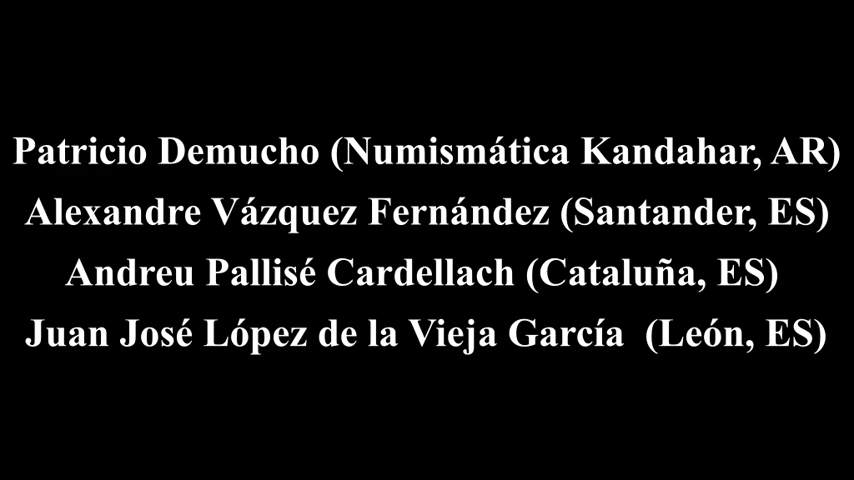 Patricio Demucho (Numismática Kandahar, AR)
Alexandre Vázquez Fernández (Santander, ES)
Andreu Pallisé Cardellach (Cataluña, ES)
Juan José López de la Vieja García (León, ES)